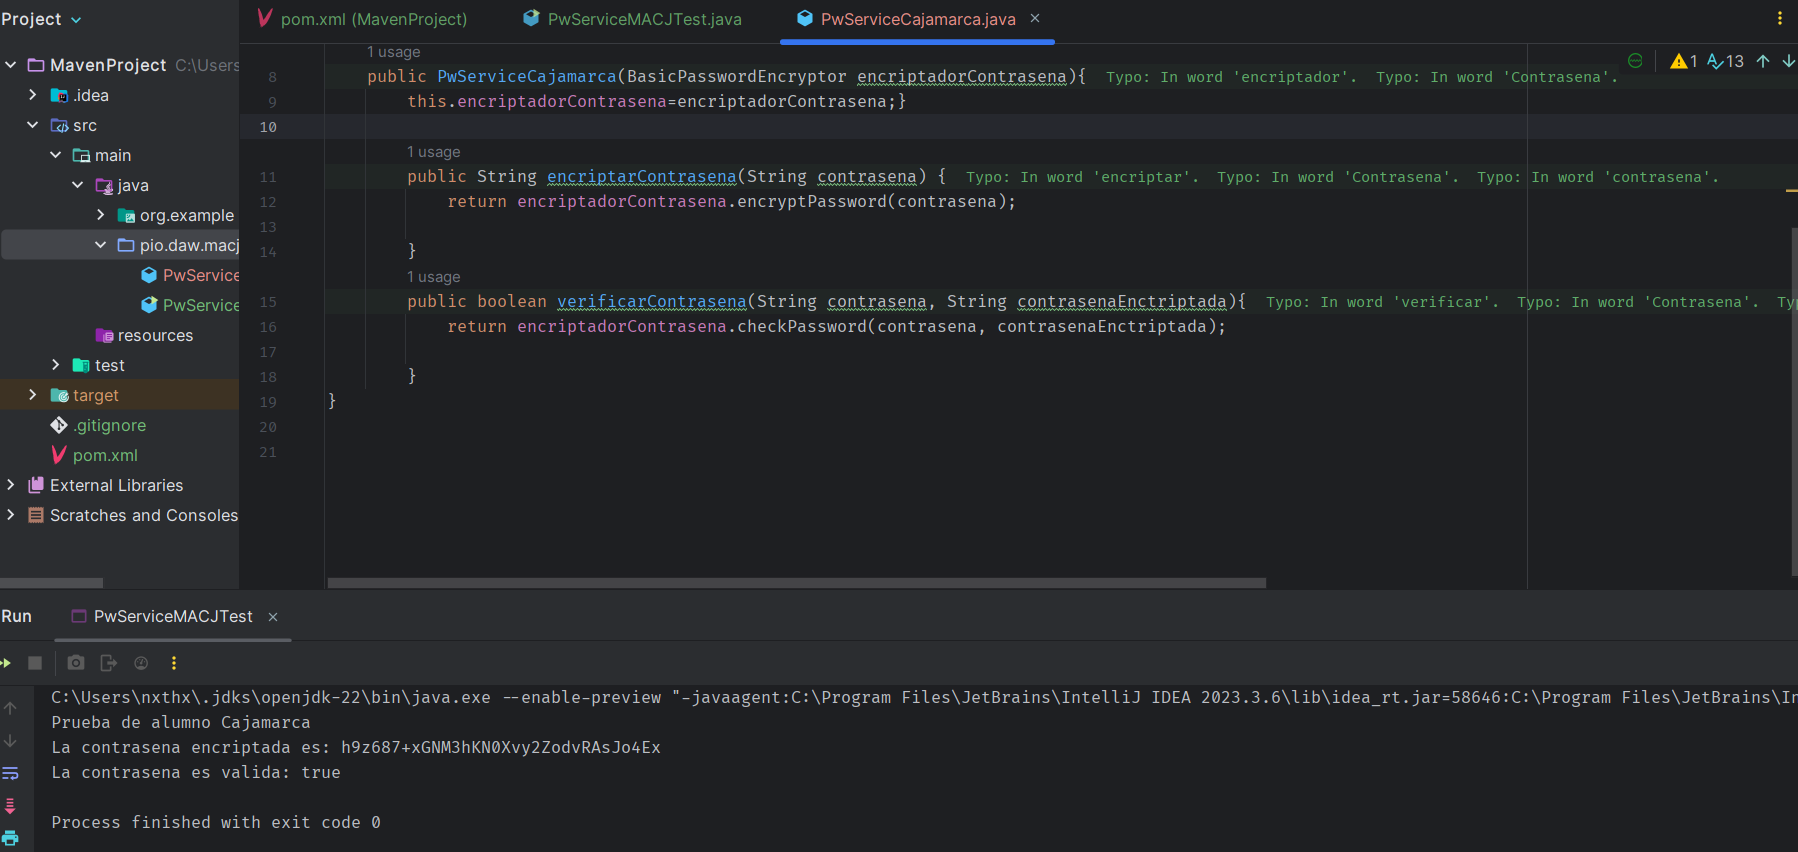 Project
pom.xml (MavenProject)
PwServiceMACJTest.java
PwServiceCajamarca.java
MavenProject C:\Users
.idea
src
main
java
org.example
pio.daw.macj
PwService
PwService
resources
test
target
.gitignore
pom.xml
External Libraries
Scratches and Consoles
1 usage
1 13
8 public PwServiceCajamarca(BasicPasswordEncryptor encriptadorContrasena){ Typo: In word 'encriptador'. Typo: In word 'Contrasena'.
9 this.encriptadorContrasena=encriptadorContrasena;}
10
1 usage
11 public String encriptarContrasena(String contrasena) { Typo: In word 'encriptar'. Typo: In word 'Contrasena'. Typo: In word 'contrasena'.
12 return encriptadorContrasena.encryptPassword(contrasena);
13
14 }
1 usage
15 public boolean verificarContrasena(String contrasena, String contrasenaEnctriptada){ Typo: In word 'verificar'. Typo: In word 'Contrasena'. Typ
16 return encriptadorContrasena.checkPassword(contrasena, contrasenaEnctriptada);
17
18 }
19 }
20
21
Run
PwServiceMACJTest
C:\Users\nxthx\.jdks\openjdk-22\bin\java.exe --enable-preview "-javaagent:C:\Program Files\JetBrains\IntelliJ IDEA 2023.3.6\lib\idea_rt.jar=58646:C:\Program Files\JetBrains\In
Prueba de alumno Cajamarca
La contrasena encriptada es: h9z687+xGNM3hKN0Xvy2ZodvRAsJo4Ex
La contrasena es valida: true
Process finished with exit code 0